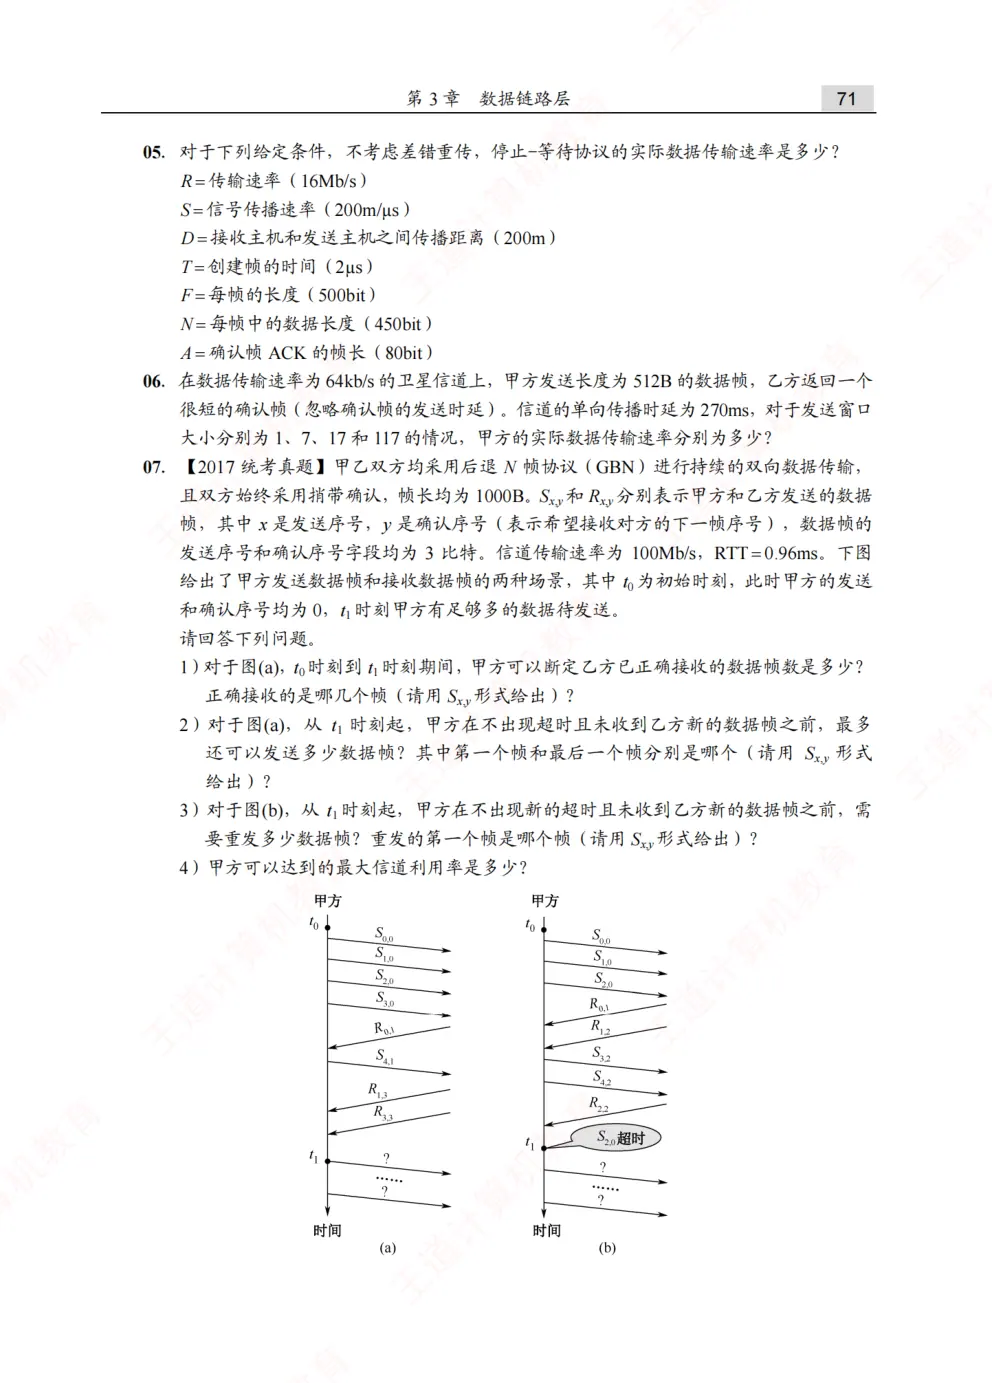 第 3 章　数据链路层
71
05. 对于下列给定条件，不考虑差错重传，停止-等待协议的实际数据传输速率是多少？
R=传输速率（16Mb/s）
S=信号传播速率（200m/μs）
D=接收主机和发送主机之间传播距离（200m）
T=创建帧的时间（2μs）
F=每帧的长度（500bit）
N=每帧中的数据长度（450bit）
A=确认帧 ACK 的帧长（80bit）
06. 在数据传输速率为 64kb/s 的卫星信道上，甲方发送长度为 512B 的数据帧，乙方返回一个
很短的确认帧（忽略确认帧的发送时延）。信道的单向传播时延为 270ms，对于发送窗口
大小分别为 1、7、17 和 117 的情况，甲方的实际数据传输速率分别为多少？
07. 【2017 统考真题】甲乙双方均采用后退 N 帧协议（GBN）进行持续的双向数据传输，
且双方始终采用捎带确认，帧长均为 1000B。Sx,y 和 Rx,y 分别表示甲方和乙方发送的数据
帧，其中 x 是发送序号，y 是确认序号（表示希望接收对方的下一帧序号），数据帧的
发送序号和确认序号字段均为 3 比特。信道传输速率为 100Mb/s，RTT=0.96ms。下图
给出了甲方发送数据帧和接收数据帧的两种场景，其中 t0 为初始时刻，此时甲方的发送
和确认序号均为 0，t1 时刻甲方有足够多的数据待发送。
请回答下列问题。
1）对于图(a)，t0 时刻到 t1 时刻期间，甲方可以断定乙方已正确接收的数据帧数是多少？
正确接收的是哪几个帧（请用 Sx,y 形式给出）？
2）对于图(a)，从 t1 时刻起，甲方在不出现超时且未收到乙方新的数据帧之前，最多
还可以发送多少数据帧？其中第一个帧和最后一个帧分别是哪个（请用 Sx,y 形式
给出）？
3）对于图(b)，从 t1 时刻起，甲方在不出现新的超时且未收到乙方新的数据帧之前，需
要重发多少数据帧？重发的第一个帧是哪个帧（请用 Sx,y 形式给出）？
4）甲方可以达到的最大信道利用率是多少？
甲方
t0
S0,0
S1,0
S2,0
S3,0
R0,1
S4,1
R1,3
R3,3
t1
?
……
?
时间
(a)
甲方
t0
S0,0
S1,0
S2,0
R0,1
R1,2
S3,2
S4,2
R2,2
t1
S2,0超时
?
……
?
时间
(b)
王道计算机教育